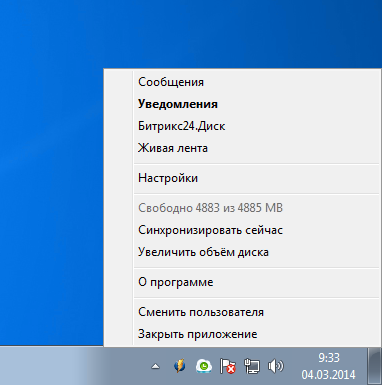 Сообщения
Уведомления
Битрикс24.Диск
Живая лента
Настройки
Свободно 4883 из 4885 MB
Синхронизировать сейчас
Увеличить объём диска
О программе
Сменить пользователя
Закрыть приложение
9:33
04.03.2014